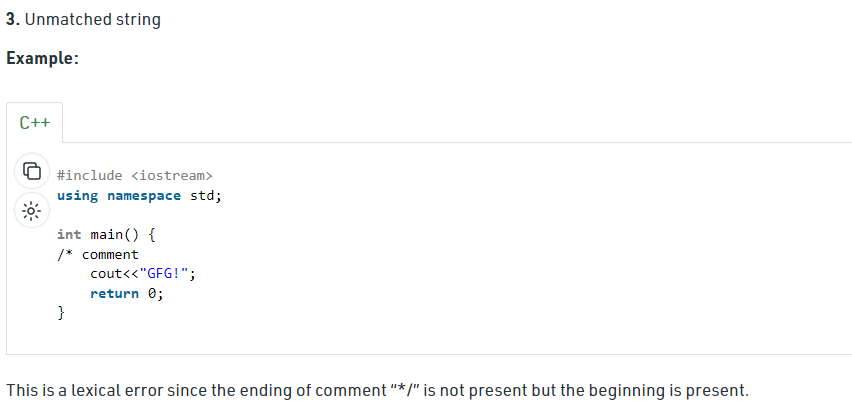 3. Unmatched string
Example:
C++
#include <iostream>
using namespace std;
int main() {
/* comment
    cout<<"GFG!";
    return 0;
}
This is a lexical error since the ending of comment “*/” is not present but the beginning is present.